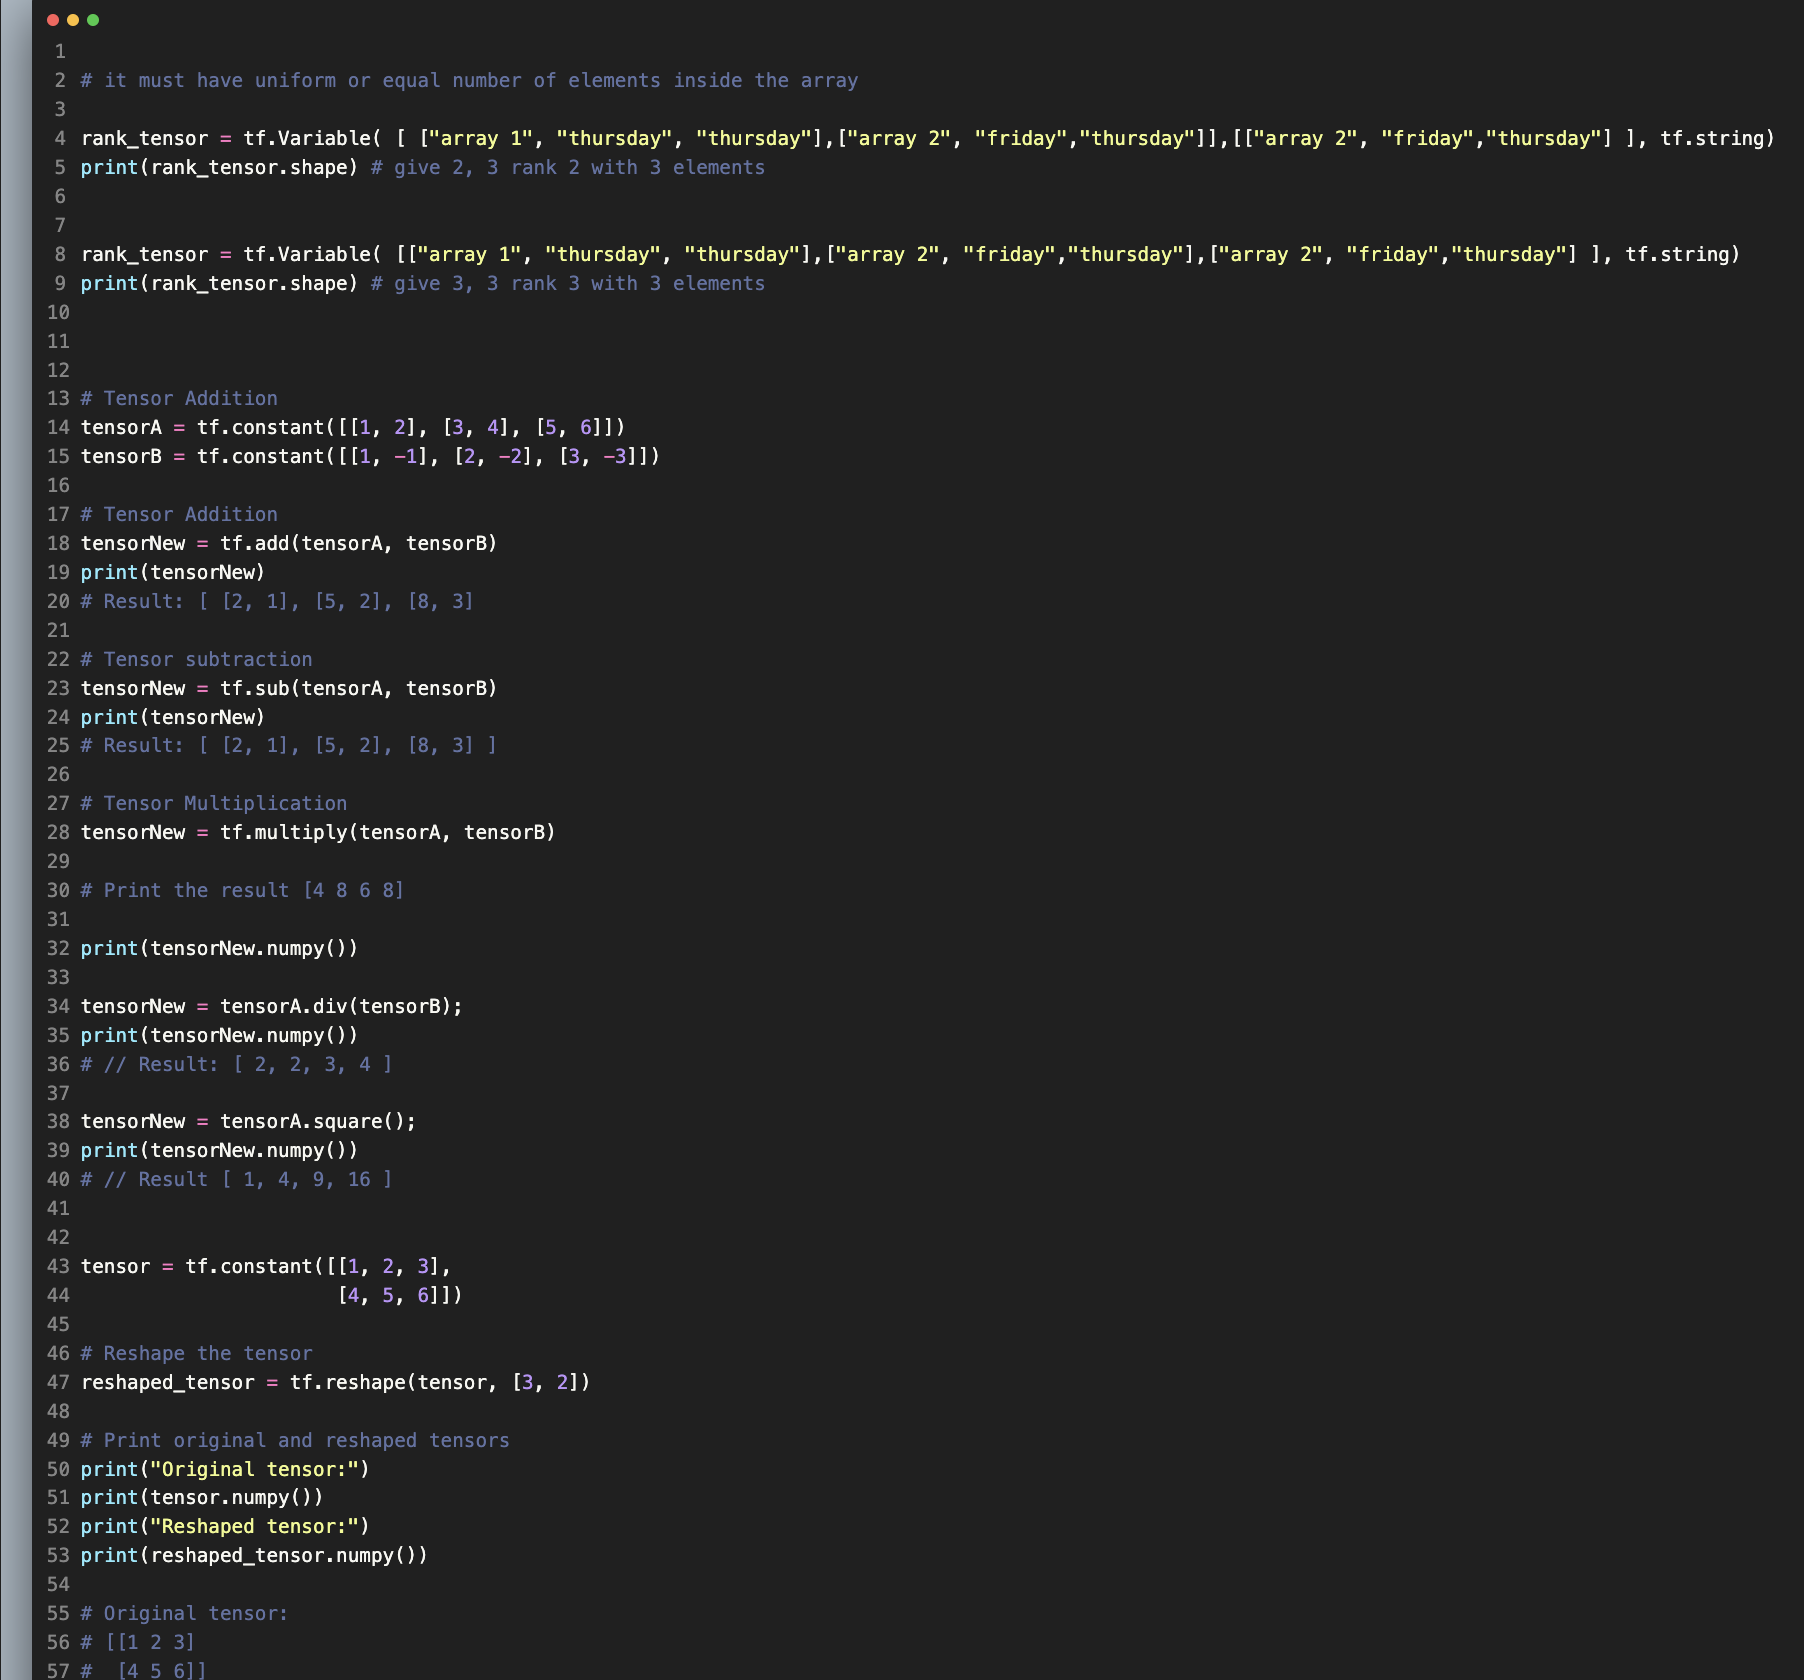 1
2 # it must have uniform or equal number of elements inside the array
3
4 rank_tensor = tf.Variable( [ ["array 1", "thursday", "thursday"],["array 2", "friday","thursday"]],[["array 2", "friday","thursday"] ], tf.string)
5 print(rank_tensor.shape) # give 2, 3 rank 2 with 3 elements
6
7
8 rank_tensor = tf.Variable( [["array 1", "thursday", "thursday"],["array 2", "friday","thursday"],["array 2", "friday","thursday"] ], tf.string)
9 print(rank_tensor.shape) # give 3, 3 rank 3 with 3 elements
10
11
12
13 # Tensor Addition
14 tensorA = tf.constant([[1, 2], [3, 4], [5, 6]])
15 tensorB = tf.constant([[1, -1], [2, -2], [3, -3]])
16
17 # Tensor Addition
18 tensorNew = tf.add(tensorA, tensorB)
19 print(tensorNew)
20 # Result: [ [2, 1], [5, 2], [8, 3]
21
22 # Tensor subtraction
23 tensorNew = tf.sub(tensorA, tensorB)
24 print(tensorNew)
25 # Result: [ [2, 1], [5, 2], [8, 3] ]
26
27 # Tensor Multiplication
28 tensorNew = tf.multiply(tensorA, tensorB)
29
30 # Print the result [4 8 6 8]
31
32 print(tensorNew.numpy())
33
34 tensorNew = tensorA.div(tensorB);
35 print(tensorNew.numpy())
36 # // Result: [ 2, 2, 3, 4 ]
37
38 tensorNew = tensorA.square();
39 print(tensorNew.numpy())
40 # // Result [ 1, 4, 9, 16 ]
41
42
43 tensor = tf.constant([[1, 2, 3],
44                       [4, 5, 6]])
45
46 # Reshape the tensor
47 reshaped_tensor = tf.reshape(tensor, [3, 2])
48
49 # Print original and reshaped tensors
50 print("Original tensor:")
51 print(tensor.numpy())
52 print("Reshaped tensor:")
53 print(reshaped_tensor.numpy())
54
55 # Original tensor:
56 # [[1 2 3]
57 #  [4 5 6]]